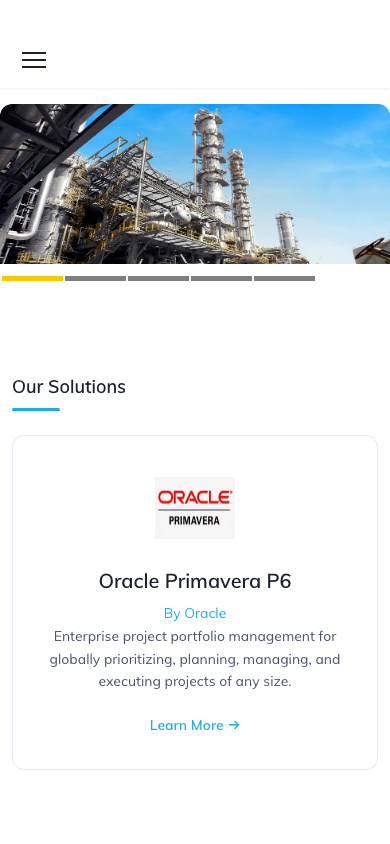 Our Solutions
ORACLE
PRIMAVERA
Oracle Primavera P6
By Oracle
Enterprise project portfolio management for
globally prioritizing, planning, managing, and
executing projects of any size.
Learn More →